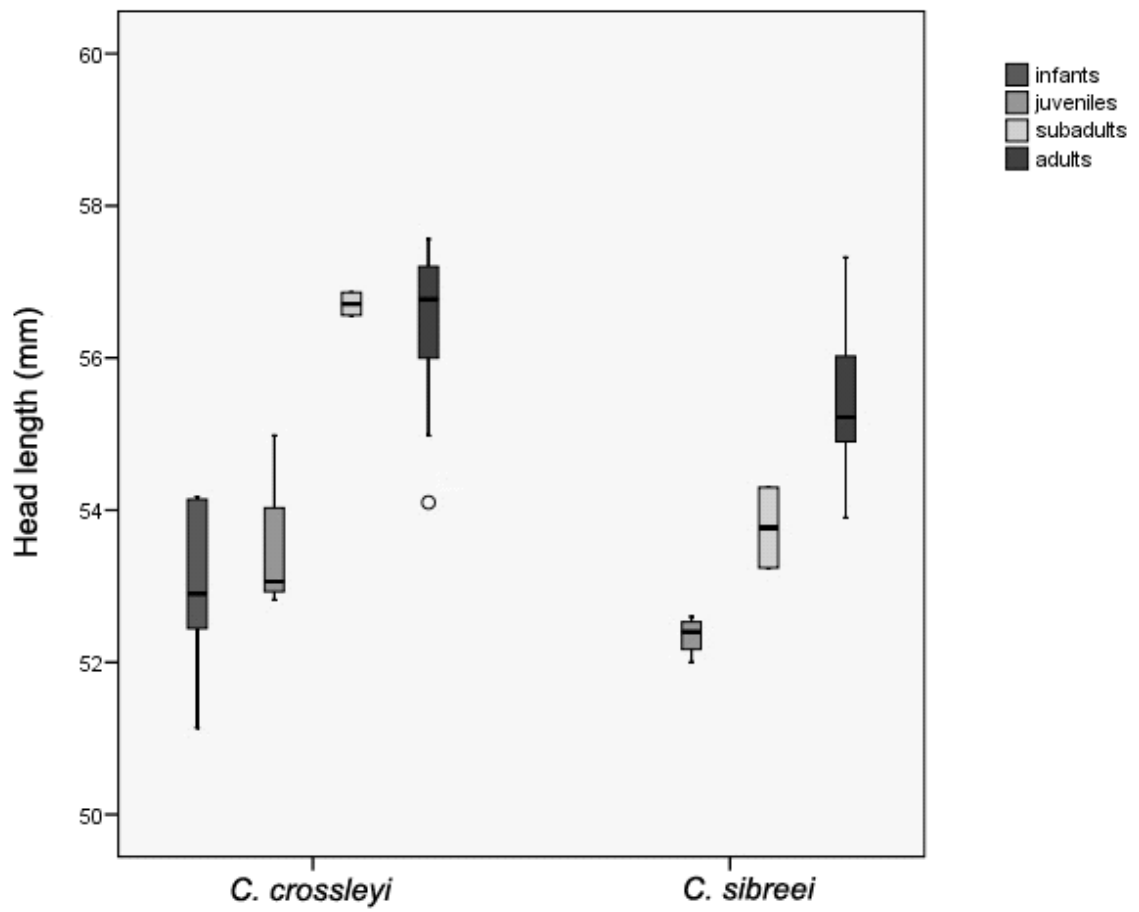 60
58
56
54
52
50
Head length (mm)
C. crossleyi
C. sibreei
infants
juveniles
subadults
adults